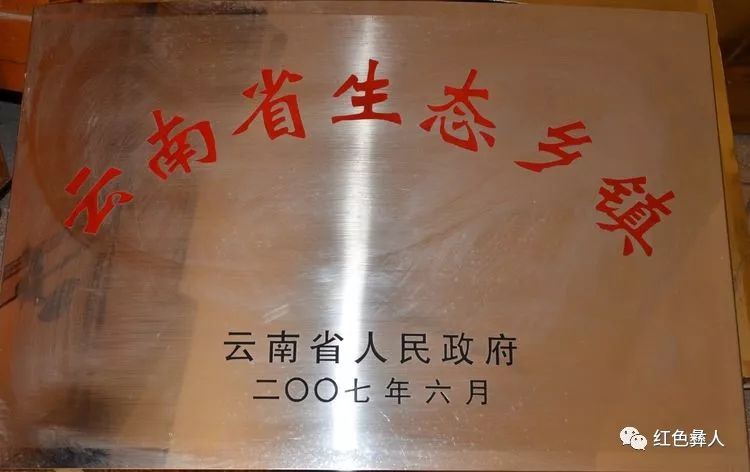 云南省生态乡镇
云南省人民政府
二〇〇七年六月
红色彝人